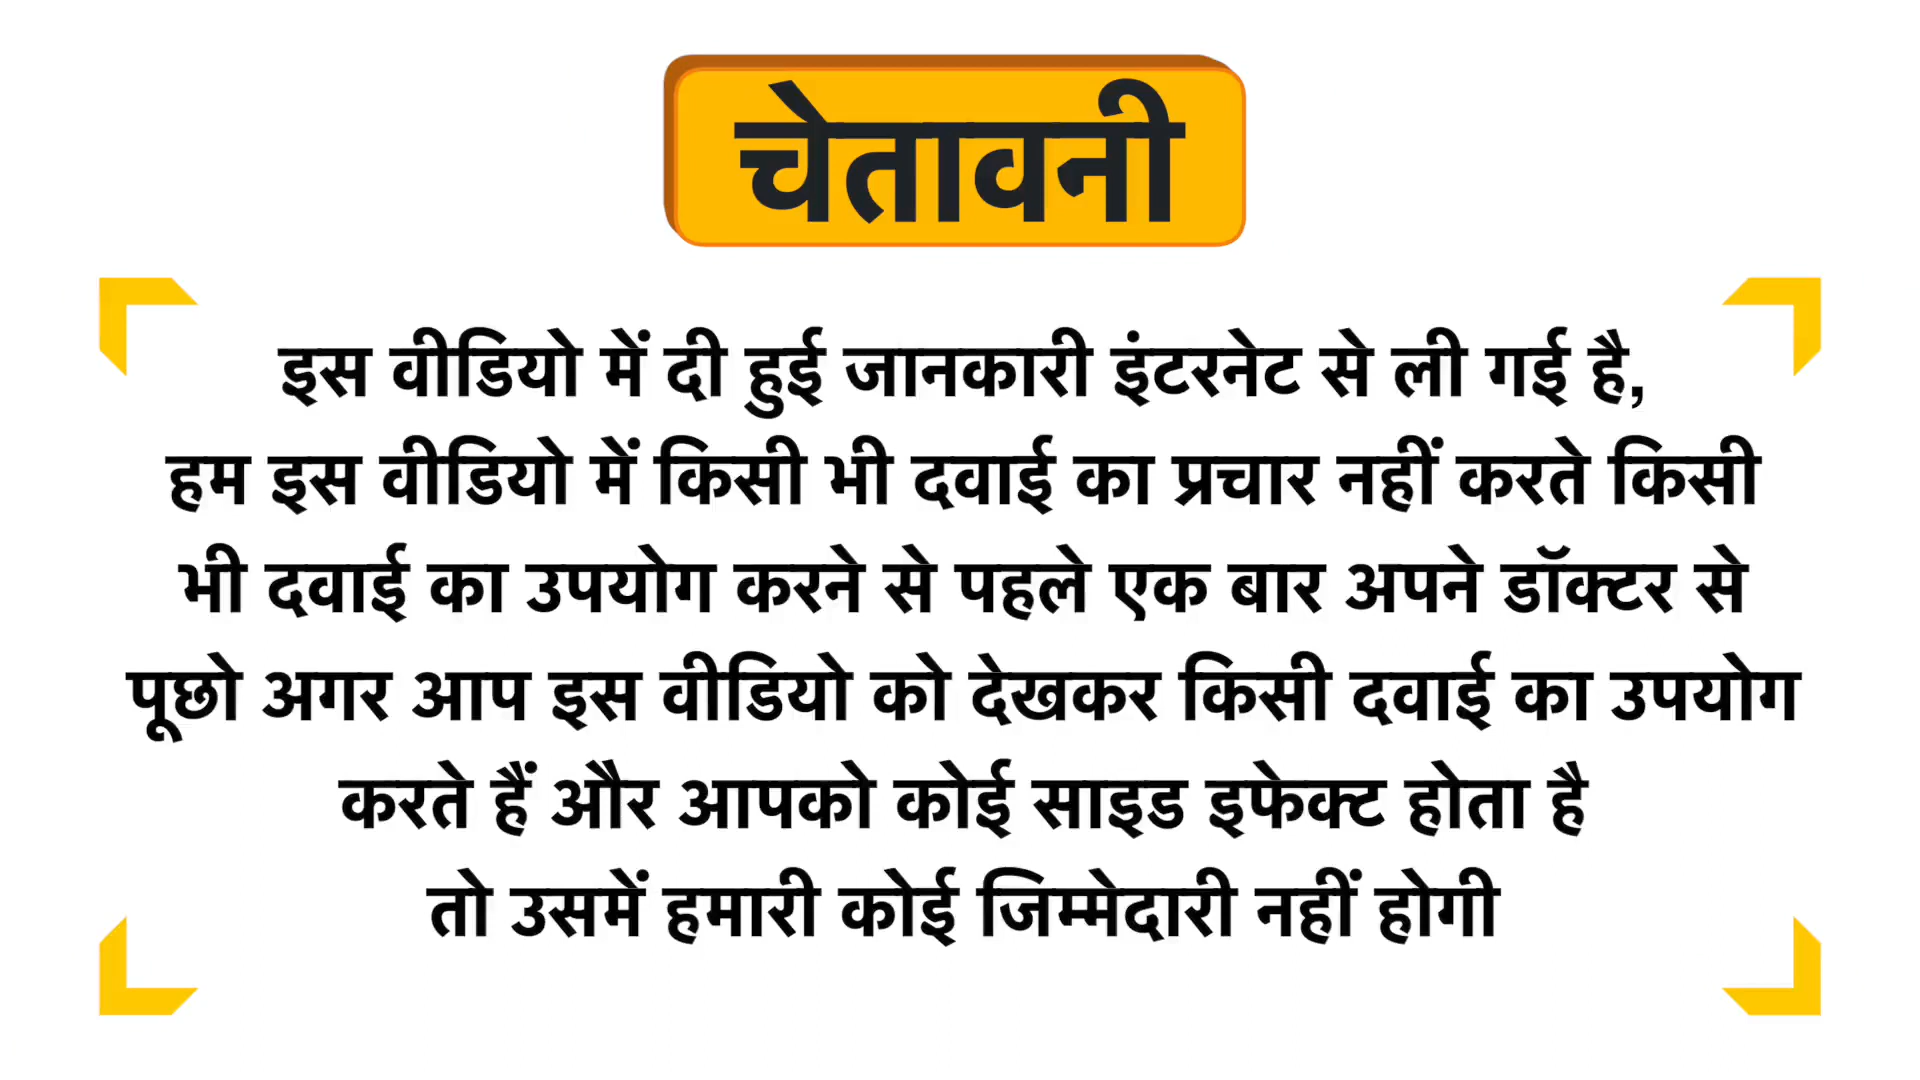 चेतावनी
इस वीडियो में दी हुई जानकारी इंटरनेट से ली गई है,
हम इस वीडियो में किसी भी दवाई का प्रचार नहीं करते किसी
भी दवाई का उपयोग करने से पहले एक बार अपने डॉक्टर से
पूछो अगर आप इस वीडियो को देखकर किसी दवाई का उपयोग
करते हैं और आपको कोई साइड इफेक्ट होता है
तो उसमें हमारी कोई जिम्मेदारी नहीं होगी